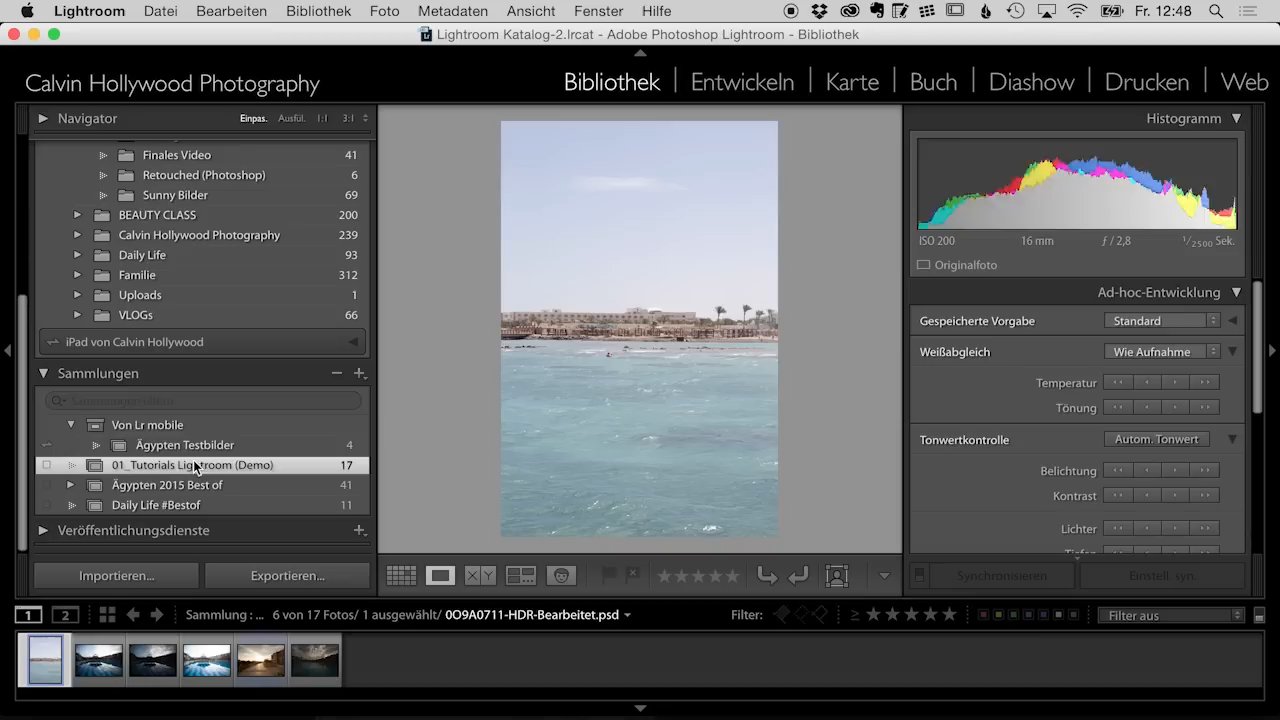 Lightroom Datei Bearbeiten Bibliothek Foto Metadaten Ansicht Fenster Hilfe Fr. 12:48
Lightroom Katalog-2.lrcat - Adobe Photoshop Lightroom - Bibliothek
Calvin Hollywood Photography
Bibliothek | Entwickeln | Karte | Buch | Diashow | Drucken | Web
Navigator Einpas. Ausfül. 1:1 3:1
Finales Video 41
Retouched (Photoshop) 6
Sunny Bilder 69
BEAUTY CLASS 200
Calvin Hollywood Photography 239
Daily Life 93
Familie 312
Uploads 1
VLOGs 66
iPad von Calvin Hollywood
Sammlungen
Von Lr mobile
Ägypten Testbilder 4
01_Tutorials Lightroom (Demo) 17
Ägypten 2015 Best of 41
Daily Life #Bestof 11
Veröffentlichungsdienste
Importieren... Exportieren...
Histogramm
ISO 200 16 mm ƒ / 2,8 1/2500 Sek.
Originalfoto
Ad-hoc-Entwicklung
Gespeicherte Vorgabe Standard
Weißabgleich Wie Aufnahme
Temperatur
Tönung
Tonwertkontrolle Autom. Tonwert
Belichtung
Kontrast
Lichter
Synchronisieren Einstell. syn.
X Y
1 2 Sammlung : ... 6 von 17 Fotos/ 1 ausgewählt/ 0O9A0711-HDR-Bearbeitet.psd Filter: ≥ Filter aus